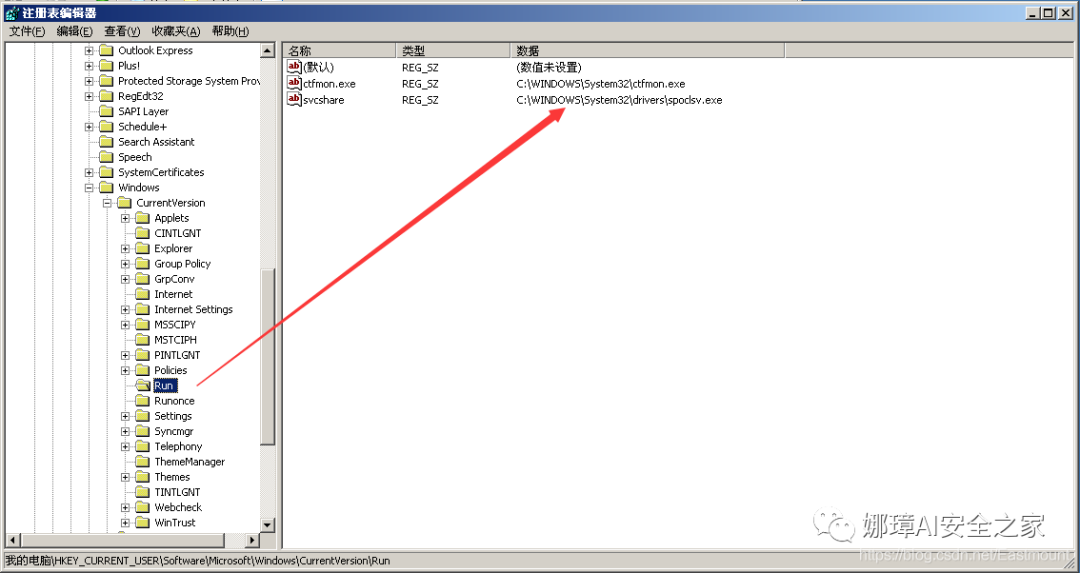 注册表编辑器
文件(F) 编辑(E) 查看(V) 收藏夹(A) 帮助(H)
Outlook Express
Plus!
Protected Storage System Prov
RegEdt32
SAPI Layer
Schedule+
Search Assistant
Speech
SystemCertificates
Windows
CurrentVersion
Applets
CINTLGNT
Explorer
Group Policy
GrpConv
Internet
Internet Settings
MSSCIPY
MSTCIPH
PINTLGNT
Policies
Run
Runonce
Settings
Syncmgr
Telephony
ThemeManager
Themes
TINTLGNT
Webcheck
WinTrust
名称 类型 数据
ab (默认) REG_SZ (数值未设置)
ab ctfmon.exe REG_SZ C:\WINDOWS\System32\ctfmon.exe
ab svcshare REG_SZ C:\WINDOWS\System32\drivers\spoclsv.exe
娜璋AI安全之家
https://blog.csdn.net/Eastmount
我的电脑\HKEY_CURRENT_USER\Software\Microsoft\Windows\CurrentVersion\Run